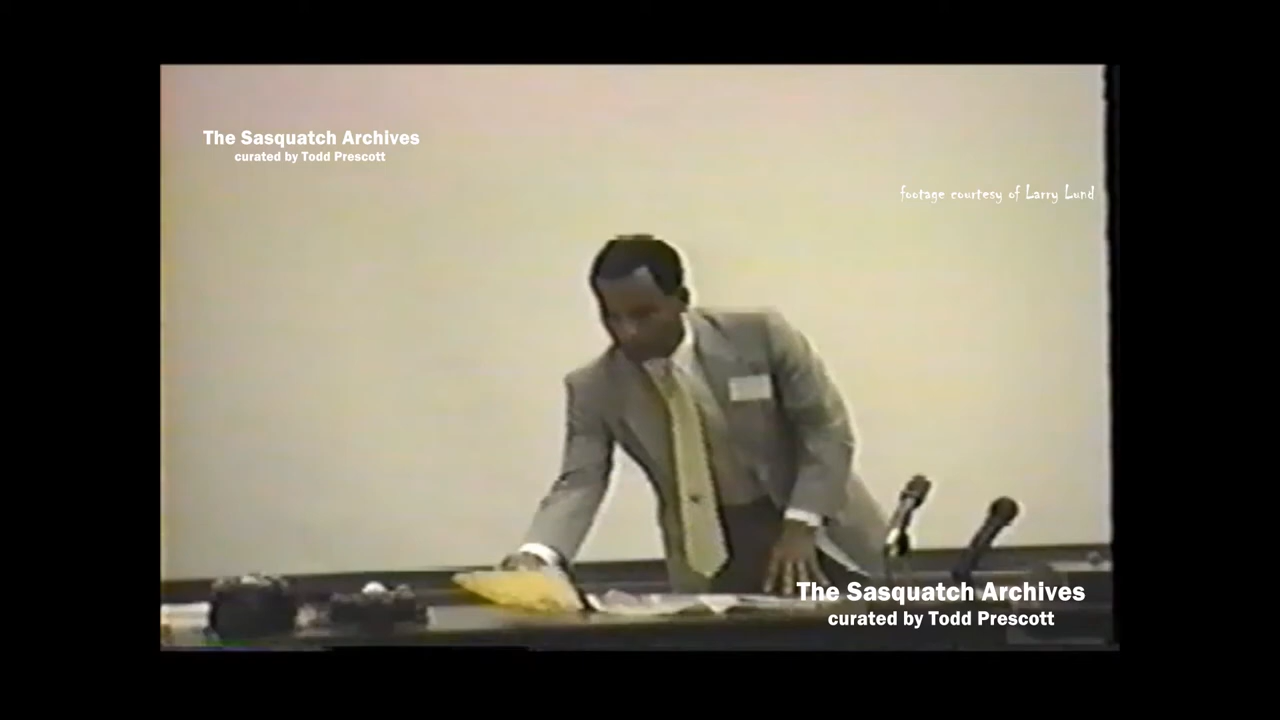 The Sasquatch Archives
curated by Todd Prescott
footage courtesy of Larry Lund
The Sasquatch Archives
curated by Todd Prescott